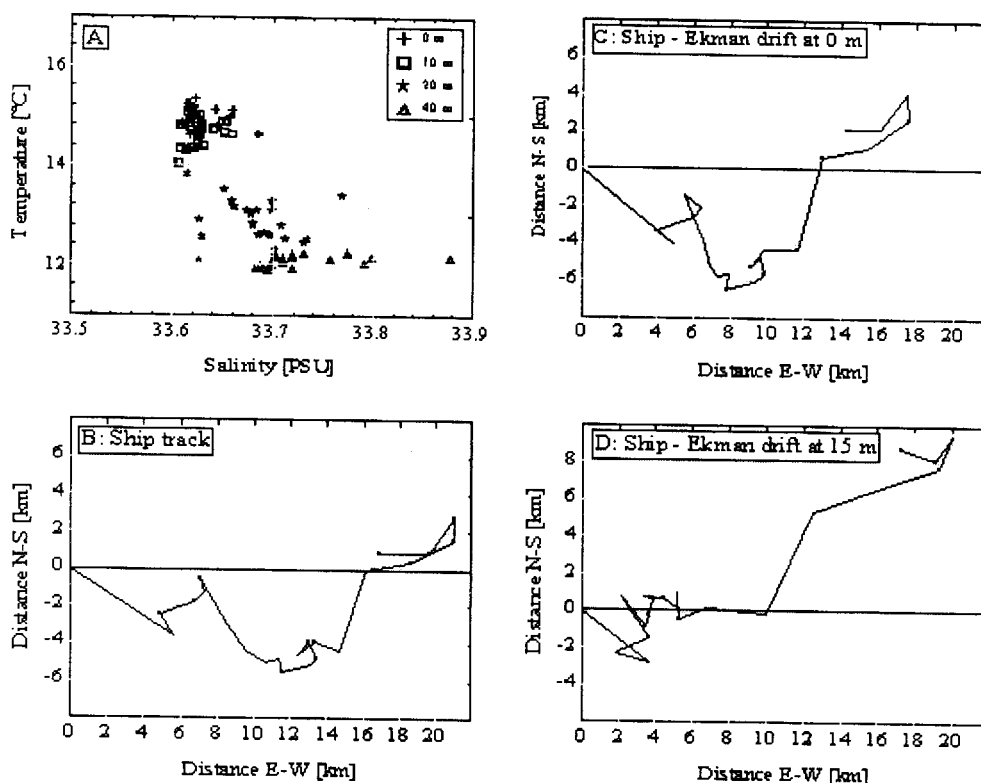 A
+ 0 m
10 m
20 m
40 m
Temperature [°C]
16
14
12
33.5 33.6 33.7 33.8 33.9
Salinity [PSU]
C: Ship - Ekman drift at 0 m
Distance N-S [km]
6
4
2
0
-2
-4
-6
0 2 4 6 8 10 12 14 16 18 20
Distance E-W [km]
B: Ship track
Distance N-S [km]
6
4
2
0
-2
-4
-6
0 2 4 6 8 10 12 14 16 18 20
Distance E-W [km]
D: Ship - Ekman drift at 15 m
Distance N-S [km]
8
6
4
2
0
-2
-4
0 2 4 6 8 10 12 14 16 18 20
Distance E-W [km]